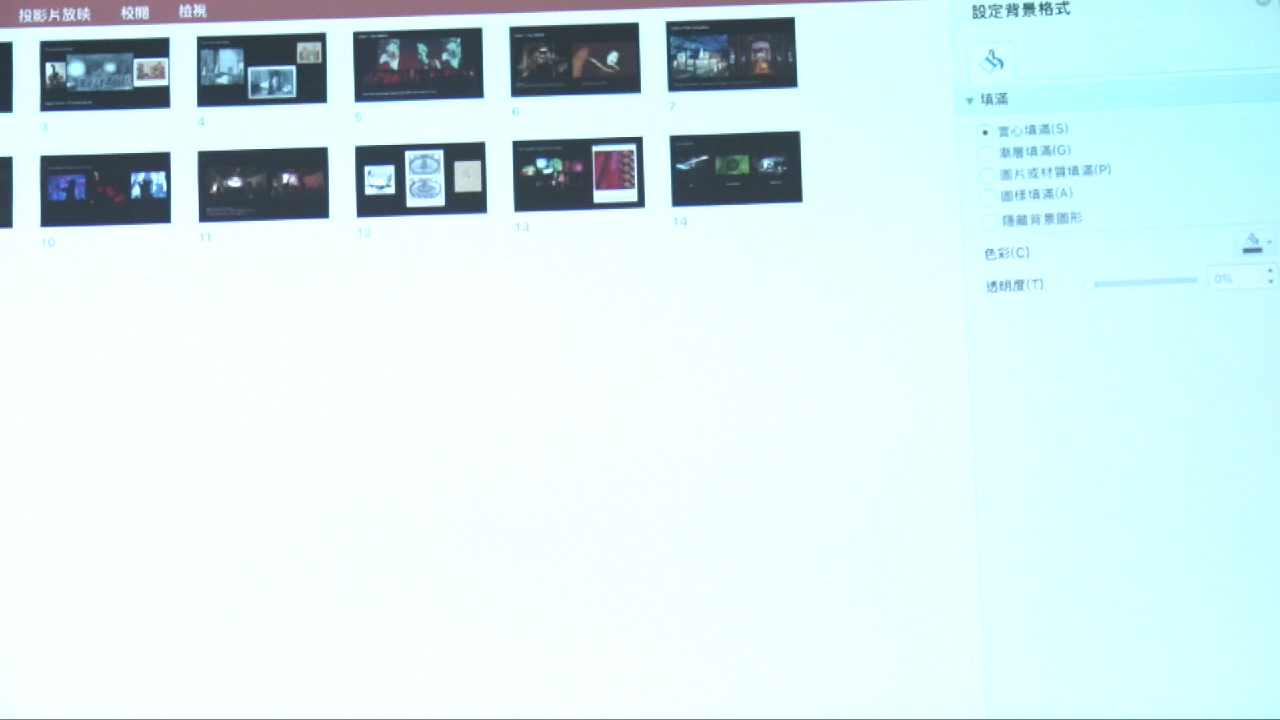 投影片放映 校閱 檢視
設定背景格式
3
4
5
6
7
10
11
12
13
14
填滿
實心填滿(S)
漸層填滿(G)
圖片或材質填滿(P)
圖樣填滿(A)
隱藏背景圖形
色彩(C)
透明度(T)
0%